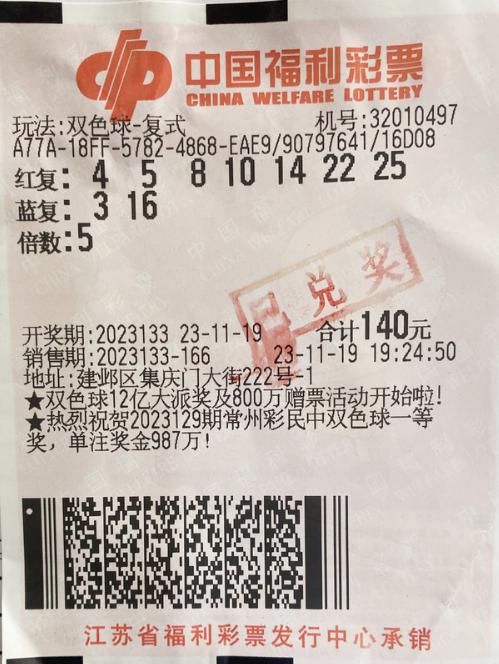 中国福利彩票
CHINA WELFARE LOTTERY
玩法:双色球-复式 机号:32010497
A77A-18FF-5782-4868-EAE9/90797641/16D08
红复: 4 5 8 10 14 22 25
蓝复: 3 16
倍数:5
已兑奖
开奖期:2023133 23-11-19 合计140元
销售期:2023133-166 23-11-19 19:24:50
地址:建邺区集庆门大街222号-1
★双色球12亿大派奖及800万赠票活动开始啦!
★热烈祝贺2023129期常州彩民中双色球一等
奖,单注奖金987万!
江苏省福利彩票发行中心承销